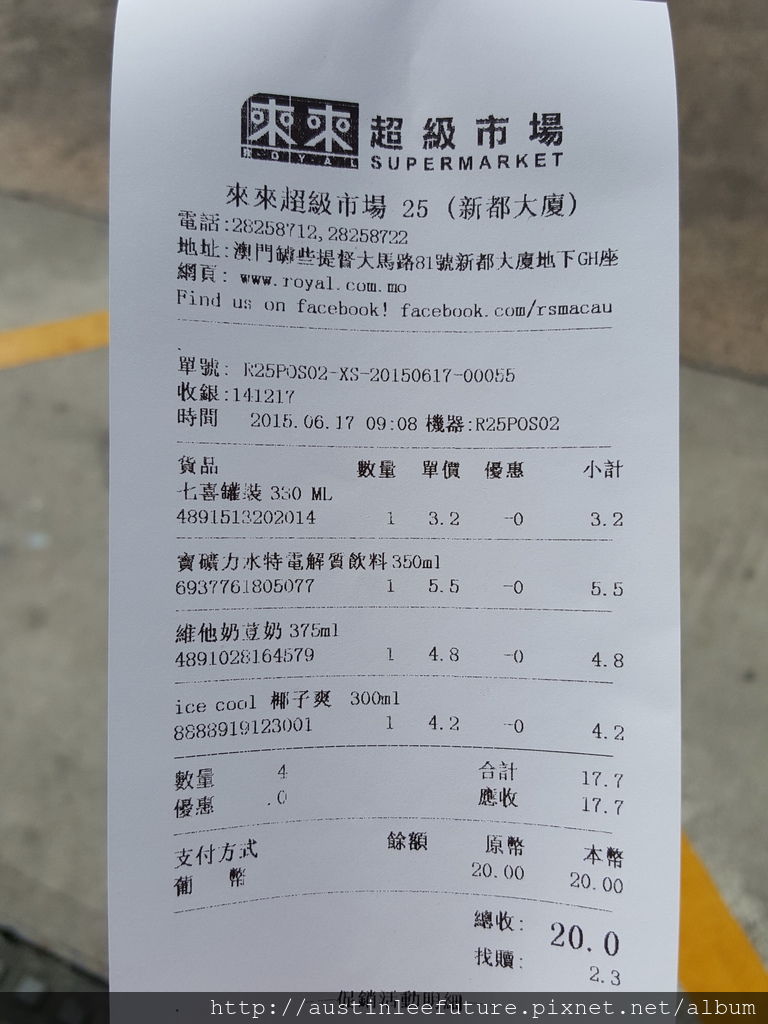 來來 超級市場
ROYAL SUPERMARKET
來來超級市場 25 (新都大廈)
電話:28258712,28258722
地址:澳門罅些提督大馬路81號新都大廈地下GH座
網頁: www.royal.com.mo
Find us on facebook! facebook.com/rsmacau
單號: R25POS02-XS-20150617-00055
收銀:141217
時間 2015.06.17 09:08 機器:R25POS02
貨品 數量 單價 優惠 小計
七喜罐裝 330 ML
4891513202014 1 3.2 -0 3.2
寶礦力水特電解質飲料350ml
6937761805077 1 5.5 -0 5.5
維他奶荳奶 375ml
4891028164579 1 4.8 -0 4.8
ice cool 椰子爽 300ml
8888919123001 1 4.2 -0 4.2
數量 4 合計 17.7
優惠 .0 應收 17.7
支付方式 餘額 原幣 本幣
葡 幣 20.00 20.00
總收: 20.0
找贖: 2.3
促銷活動明細
http://austinleefuture.pixnet.net/album